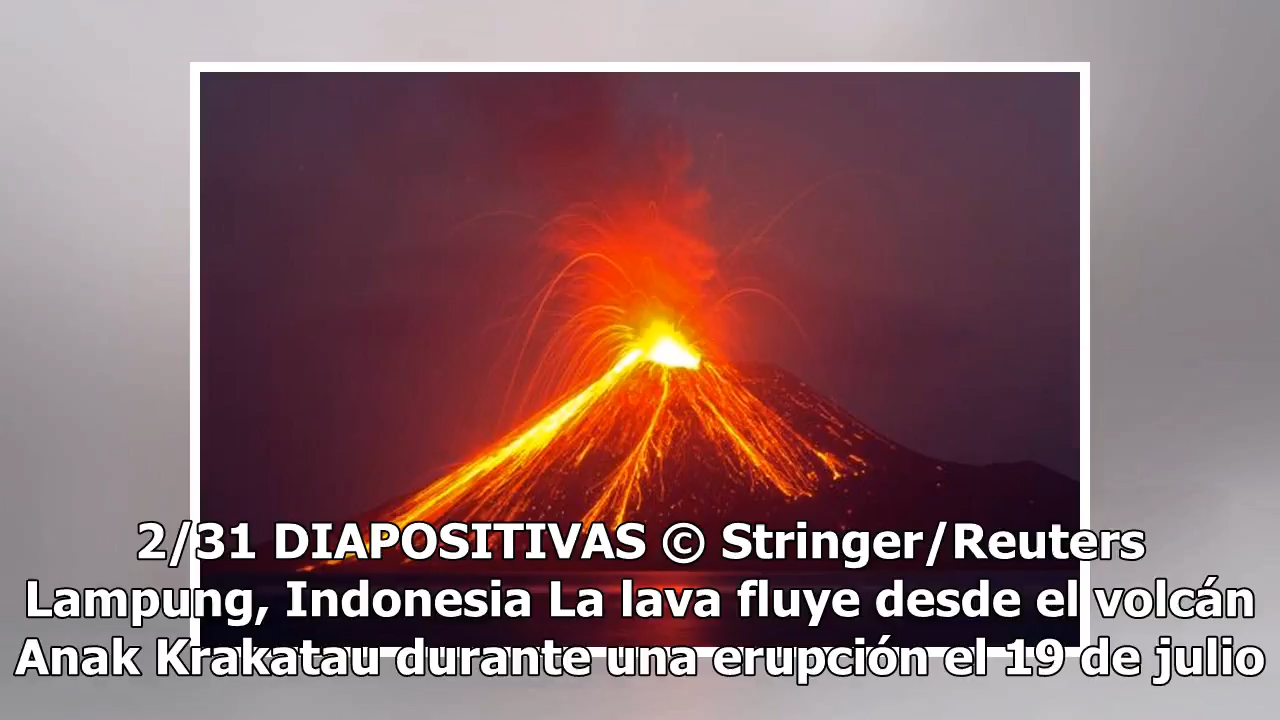 2/31 DIAPOSITIVAS © Stringer/Reuters
Lampung, Indonesia La lava fluye desde el volcán
Anak Krakatau durante una erupción el 19 de julio